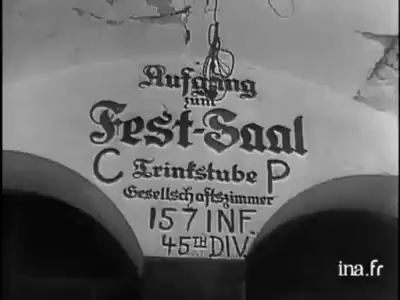 Aufgang
zum
Fest-Saal
C Trinkstube P
Gesellschaftszimmer
157 INF.
45TH DIV.
ina.fr